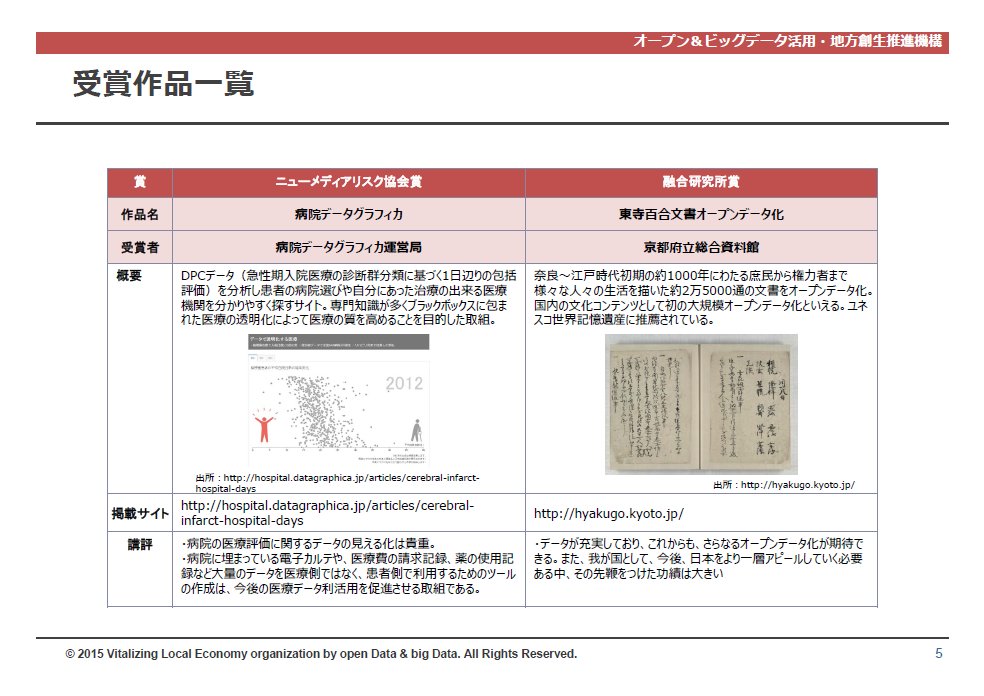 オープン＆ビッグデータ活用・地方創生推進機構
受賞作品一覧
賞
ニューメディアリスク協会賞
融合研究所賞
作品名
病院データグラフィカ
東寺百合文書オープンデータ化
受賞者
病院データグラフィカ運営局
京都府立総合資料館
概要
DPCデータ（急性期入院医療の診断群分類に基づく1日辺りの包括
評価）を分析し患者の病院選びや自分にあった治療の出来る医療
機関を分かりやすく探すサイト。専門知識が多くブラックボックスに包ま
れた医療の透明化によって医療の質を高めることを目的した取組。
データで透明化する医療
2012
出所：http://hospital.datagraphica.jp/articles/cerebral-infarct-
hospital-days
奈良～江戸時代初期の約1000年にわたる庶民から権力者まで
様々な人々の生活を描いた約2万5000通の文書をオープンデータ化。
国内の文化コンテンツとして初の大規模オープンデータ化といえる。ユネ
スコ世界記憶遺産に推薦されている。
出所：http://hyakugo.kyoto.jp/
掲載サイト
http://hospital.datagraphica.jp/articles/cerebral-
infarct-hospital-days
http://hyakugo.kyoto.jp/
講評
・病院の医療評価に関するデータの見える化は貴重。
・病院に埋まっている電子カルテや、医療費の請求記録、薬の使用記
録など大量のデータを医療側ではなく、患者側で利用するためのツール
の作成は、今後の医療データ利活用を促進させる取組である。
・データが充実しており、これからも、さらなるオープンデータ化が期待で
きる。また、我が国として、今後、日本をより一層アピールしていく必要
ある中、その先鞭をつけた功績は大きい
© 2015 Vitalizing Local Economy organization by open Data & big Data. All Rights Reserved.
5